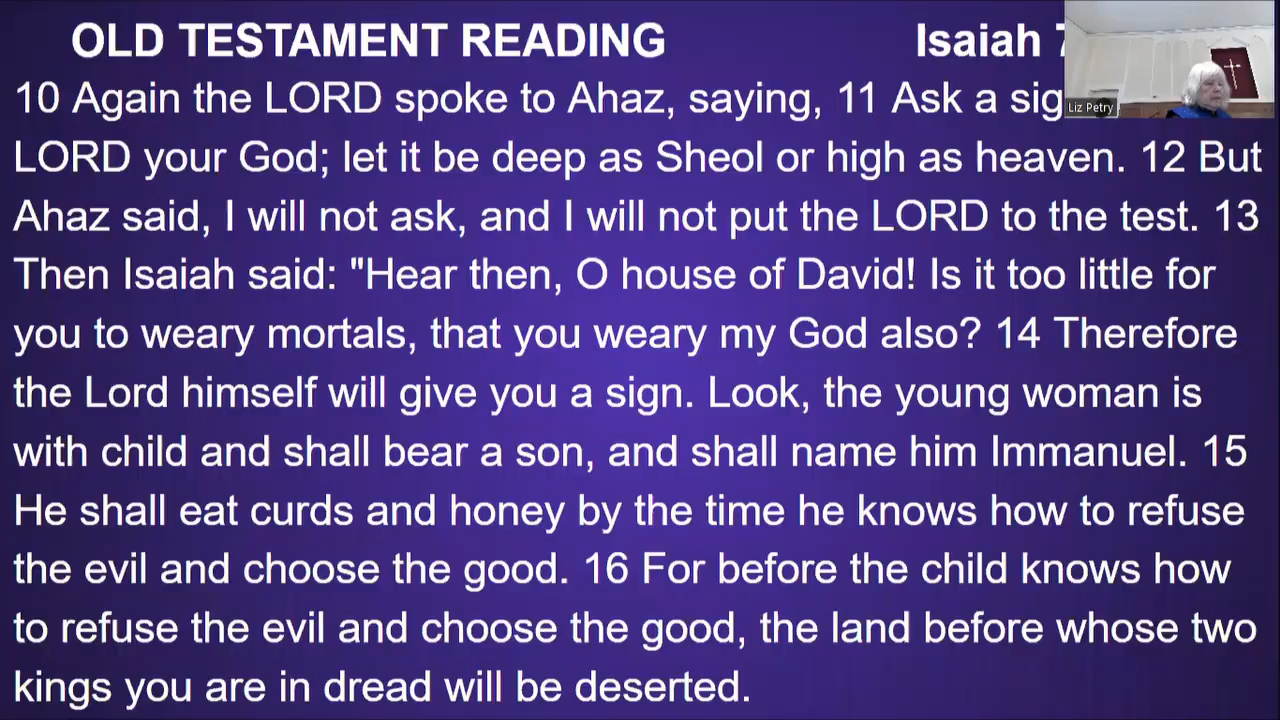 OLD TESTAMENT READING Isaiah
10 Again the LORD spoke to Ahaz, saying, 11 Ask a
Liz Petry
LORD your God; let it be deep as Sheol or high as heaven. 12 But
Ahaz said, I will not ask, and I will not put the LORD to the test. 13
Then Isaiah said: "Hear then, O house of David! Is it too little for
you to weary mortals, that you weary my God also? 14 Therefore
the Lord himself will give you a sign. Look, the young woman is
with child and shall bear a son, and shall name him Immanuel. 15
He shall eat curds and honey by the time he knows how to refuse
the evil and choose the good. 16 For before the child knows how
to refuse the evil and choose the good, the land before whose two
kings you are in dread will be deserted.